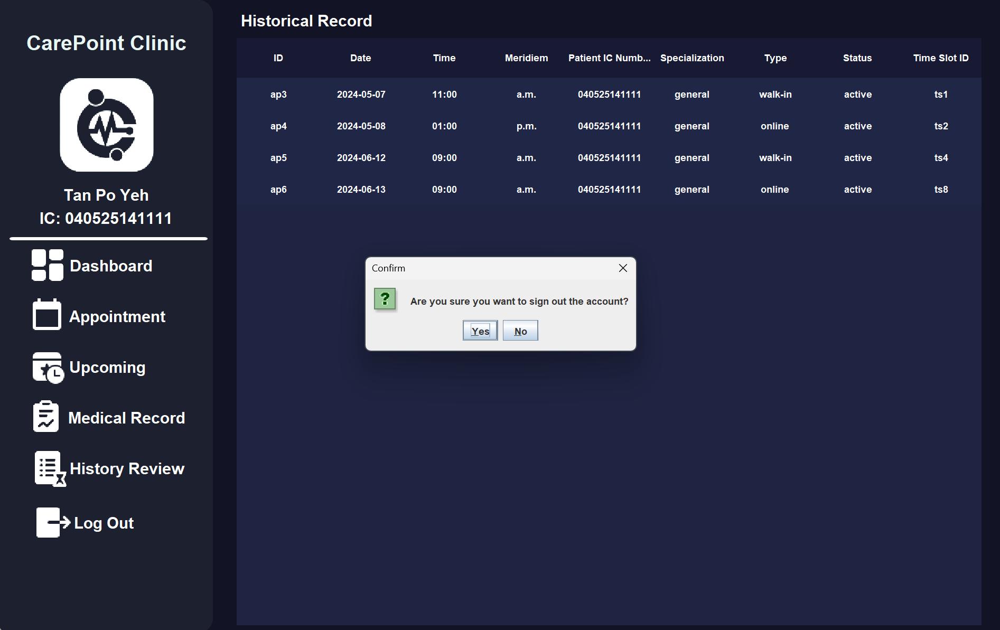 CarePoint Clinic
Tan Po Yeh
IC: 040525141111
Dashboard
Appointment
Upcoming
Medical Record
History Review
Log Out
Historical Record
ID Date Time Meridiem Patient IC Numb... Specialization Type Status Time Slot ID
ap3 2024-05-07 11:00 a.m. 040525141111 general walk-in active ts1
ap4 2024-05-08 01:00 p.m. 040525141111 general online active ts2
ap5 2024-06-12 09:00 a.m. 040525141111 general walk-in active ts4
ap6 2024-06-13 09:00 a.m. 040525141111 general online active ts8
Confirm
? Are you sure you want to sign out the account?
Yes No